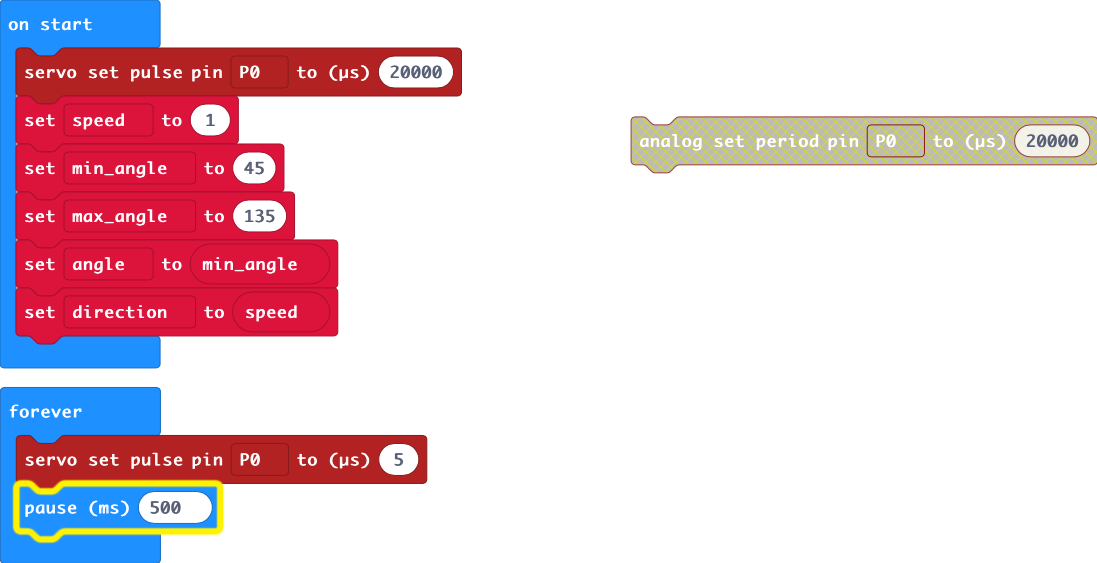 on start
servo set pulse pin P0 to (µs) 20000
set speed to 1
set min_angle to 45
set max_angle to 135
set angle to min_angle
set direction to speed
analog set period pin P0 to (µs) 20000
forever
servo set pulse pin P0 to (µs) 5
pause (ms) 500